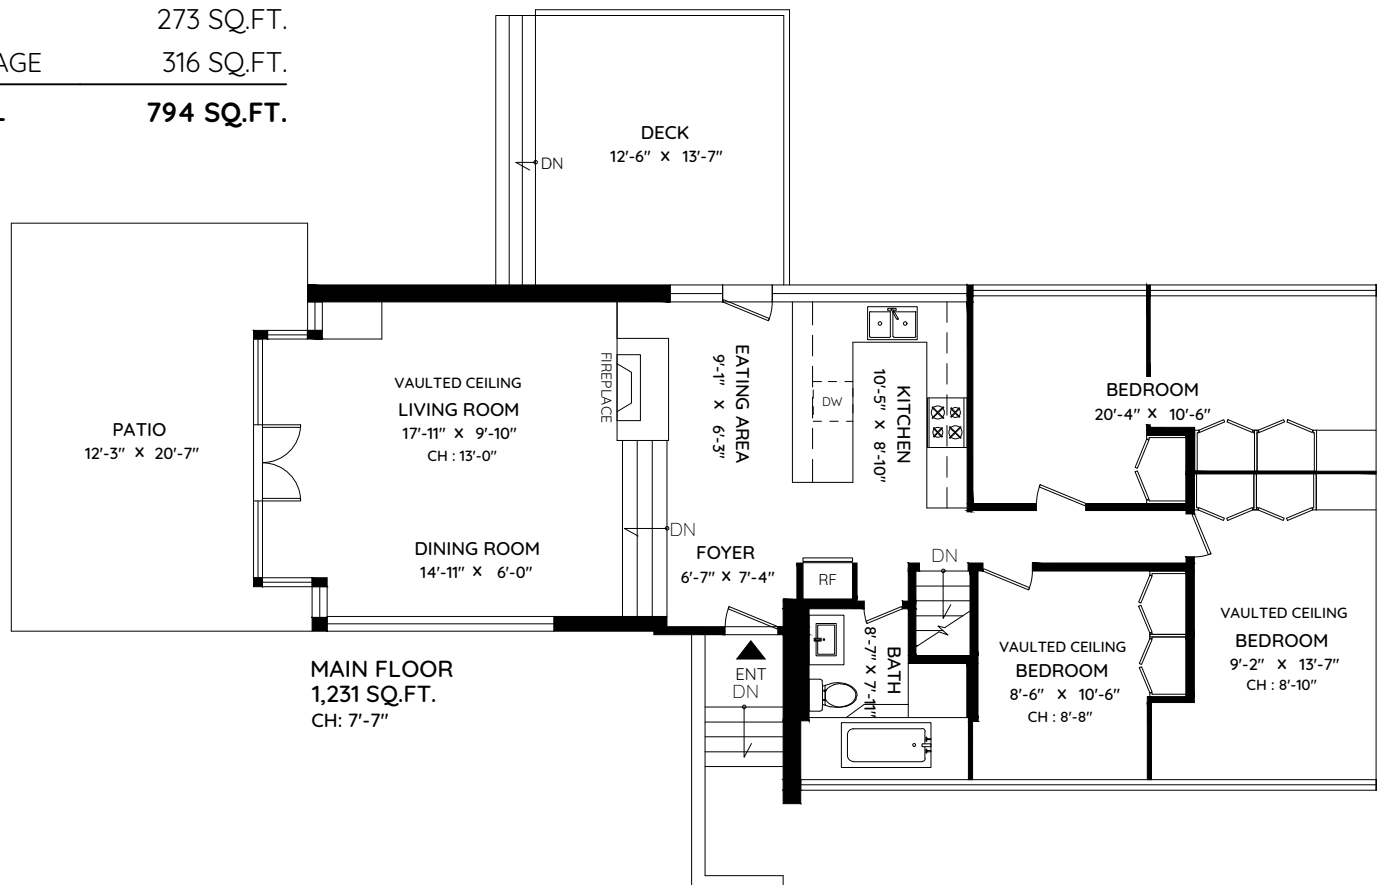 273 SQ.FT.
AGE 316 SQ.FT.
794 SQ.FT.
DECK
12'-6" X 13'-7"
DN
PATIO
12'-3" X 20'-7"
VAULTED CEILING
LIVING ROOM
17'-11" X 9'-10"
CH : 13'-0"
FIREPLACE
EATING AREA
9'-1" X 6'-3"
DW
KITCHEN
10'-5" X 8'-10"
BEDROOM
20'-4" X 10'-6"
DINING ROOM
14'-11" X 6'-0"
DN
FOYER
6'-7" X 7'-4"
RF
DN
BATH
8'-7" X 7'-11"
VAULTED CEILING
BEDROOM
8'-6" X 10'-6"
CH : 8'-8"
VAULTED CEILING
BEDROOM
9'-2" X 13'-7"
CH : 8'-10"
ENT
DN
MAIN FLOOR
1,231 SQ.FT.
CH: 7'-7"